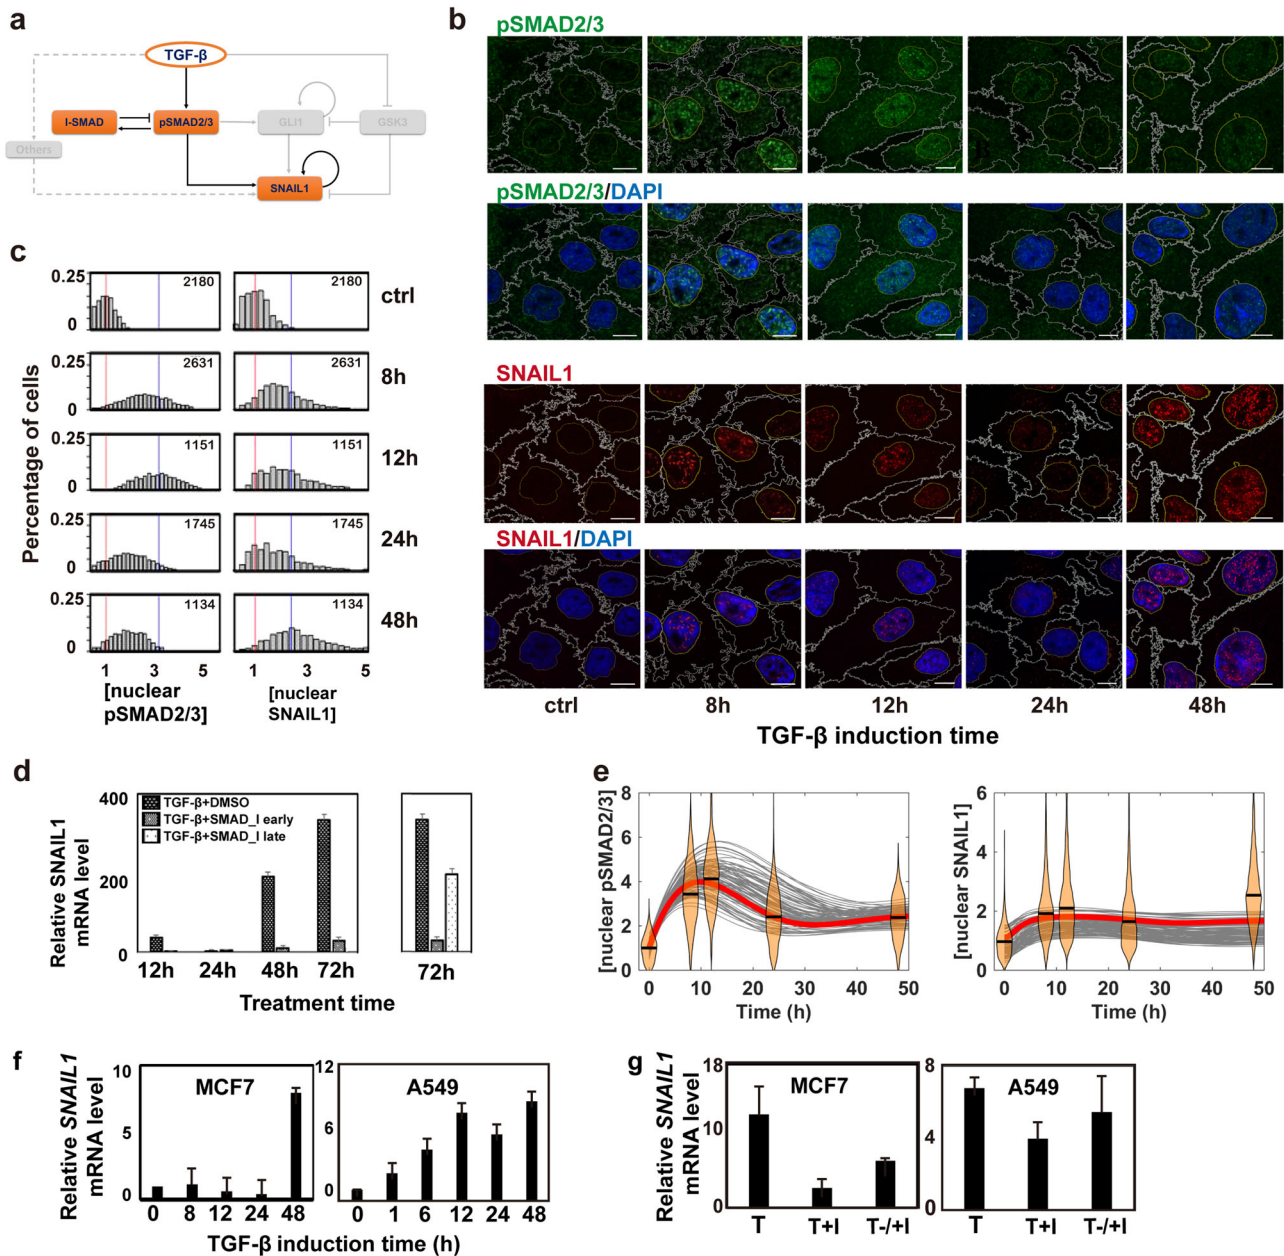 a
TGF-β
I-SMAD
pSMAD2/3
GLI1
GSK3
Others
SNAIL1
b
pSMAD2/3
pSMAD2/3/DAPI
SNAIL1
SNAIL1/DAPI
ctrl 8h 12h 24h 48h
TGF-β induction time
c
Percentage of cells
0.25
0
2180
2180
ctrl
0.25
0
2631
2631
8h
0.25
0
1151
1151
12h
0.25
0
1745
1745
24h
0.25
0
1134
1134
48h
1 3 5
1 3 5
[nuclear
pSMAD2/3]
[nuclear
SNAIL1]
d
Relative SNAIL1
mRNA level
400
200
0
TGF-β+DMSO
TGF-β+SMAD_I early
TGF-β+SMAD_I late
12h 24h 48h 72h
72h
Treatment time
e
[nuclear pSMAD2/3]
8
6
4
2
0
0 10 20 30 40 50
Time (h)
[nuclear SNAIL1]
6
4
2
0
0 10 20 30 40 50
Time (h)
f
Relative SNAIL1
mRNA level
10
5
0
MCF7
0 8 12 24 48
12
6
0
A549
0 1 6 12 24 48
TGF-β induction time (h)
g
Relative SNAIL1
mRNA level
18
10
0
MCF7
T T+I T-/+I
8
4
0
A549
T T+I T-/+I